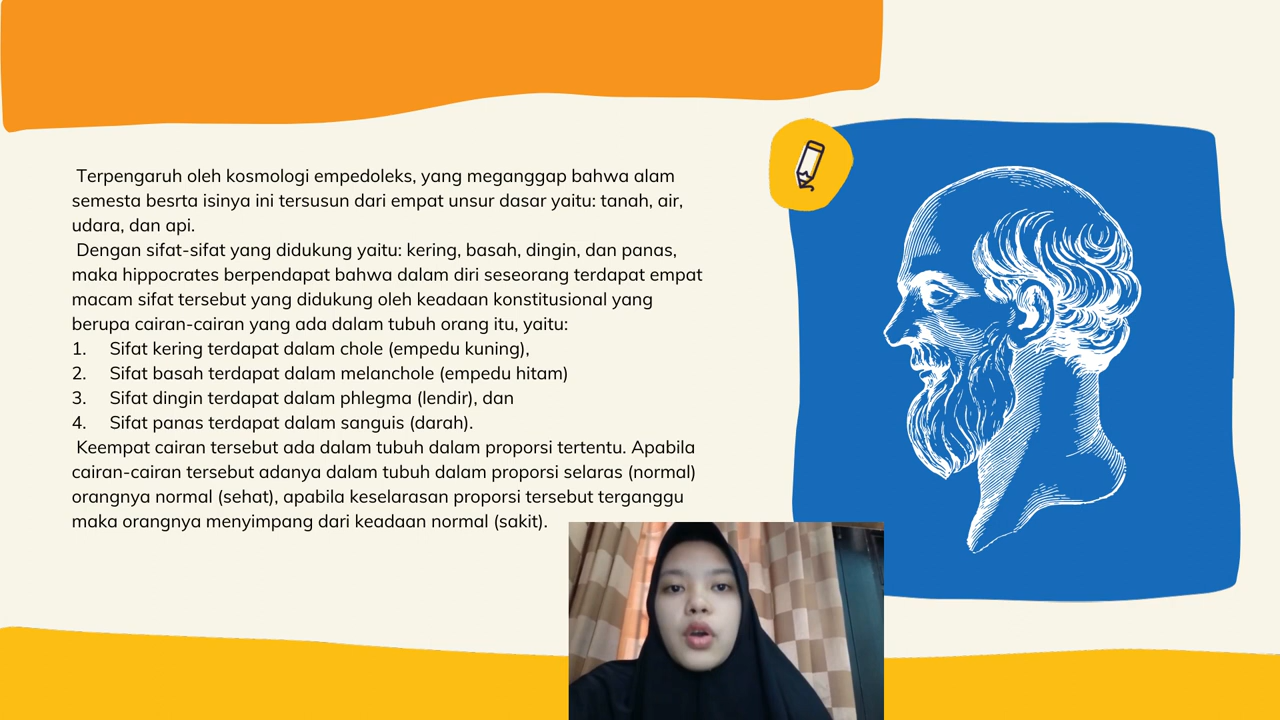 Terpengaruh oleh kosmologi empedoleks, yang meganggap bahwa alam
semesta besrta isinya ini tersusun dari empat unsur dasar yaitu: tanah, air,
udara, dan api.
Dengan sifat-sifat yang didukung yaitu: kering, basah, dingin, dan panas,
maka hippocrates berpendapat bahwa dalam diri seseorang terdapat empat
macam sifat tersebut yang didukung oleh keadaan konstitusional yang
berupa cairan-cairan yang ada dalam tubuh orang itu, yaitu:
1. Sifat kering terdapat dalam chole (empedu kuning),
2. Sifat basah terdapat dalam melanchole (empedu hitam)
3. Sifat dingin terdapat dalam phlegma (lendir), dan
4. Sifat panas terdapat dalam sanguis (darah).
Keempat cairan tersebut ada dalam tubuh dalam proporsi tertentu. Apabila
cairan-cairan tersebut adanya dalam tubuh dalam proporsi selaras (normal)
orangnya normal (sehat), apabila keselarasan proporsi tersebut terganggu
maka orangnya menyimpang dari keadaan normal (sakit).